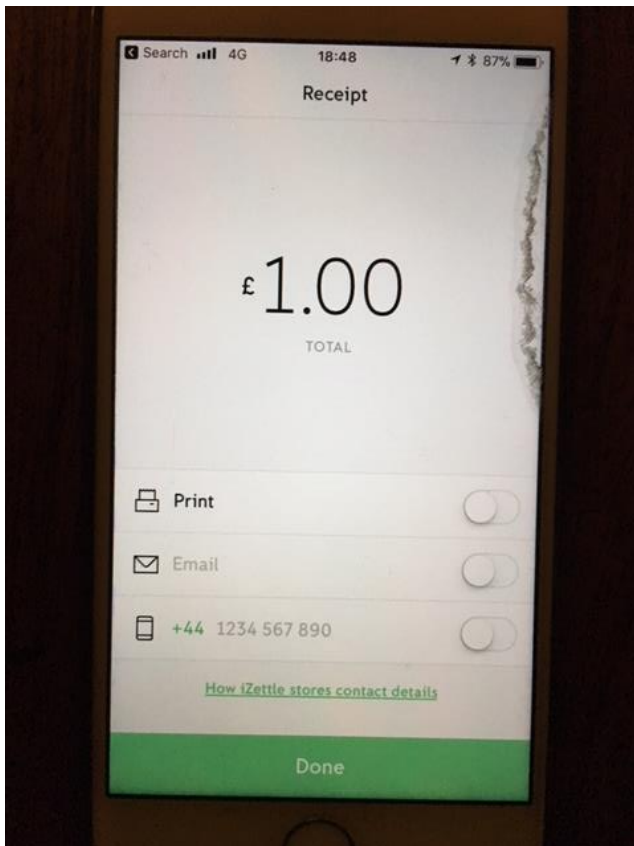 Search 4G 18:48 87%
Receipt
£1.00
TOTAL
Print
Email
+44 1234 567 890
How iZettle stores contact details
Done